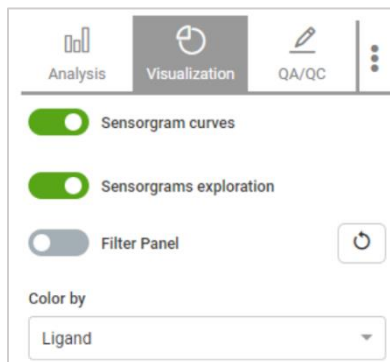 Analysis Visualization QA/QC
Sensorgram curves
Sensorgrams exploration
Filter Panel
Color by
Ligand